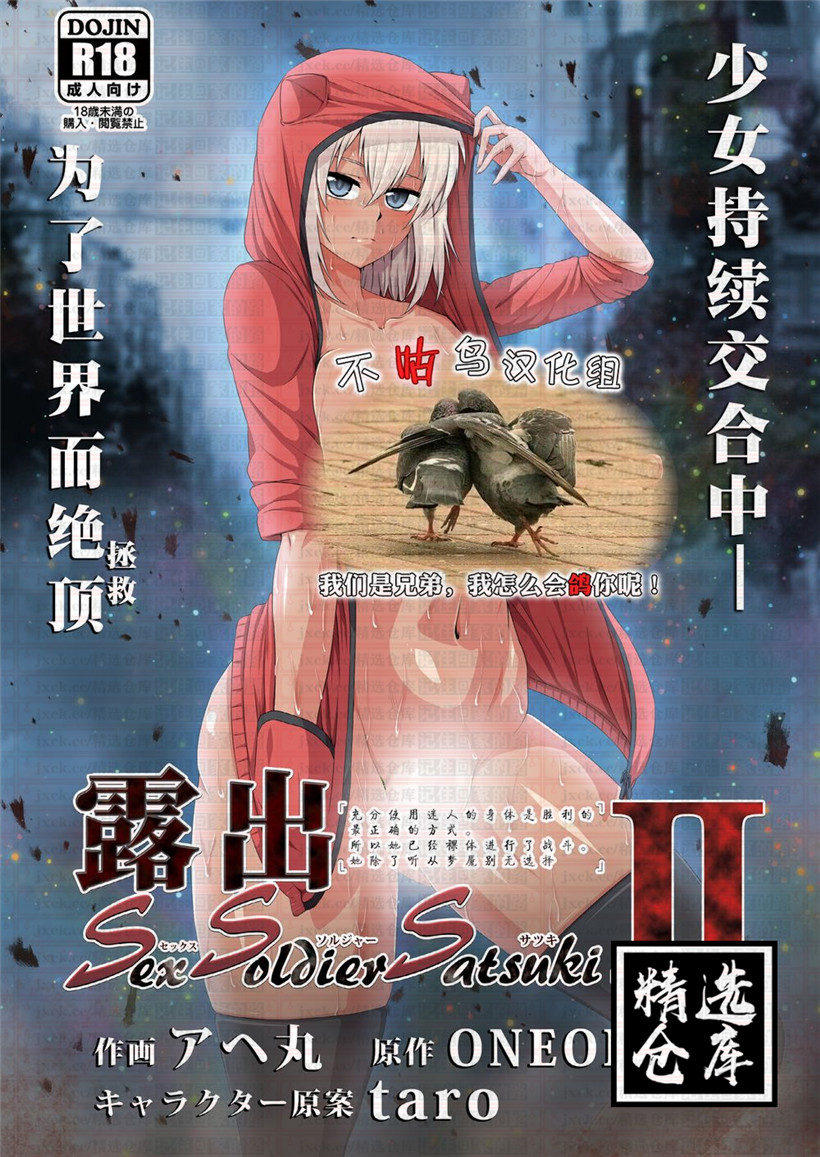 DOJIN
R18
成人向け
18歳未満の
購入・閲覧禁止
少女持续交合中—
为了世界而绝顶
拯救
不咕鸟汉化组
我们是兄弟，我怎么会鸽你呢！
露出
「充分使用迷人的身体是胜利的
最正确的方式。
所以她已经裸体进行了战斗。
她除了听从梦魇别无选择」
Sex Soldier Satsuki II
セックス ソルジャー サツキ
作画 アヘ丸 原作
キャラクター原案 taro
精选
仓库